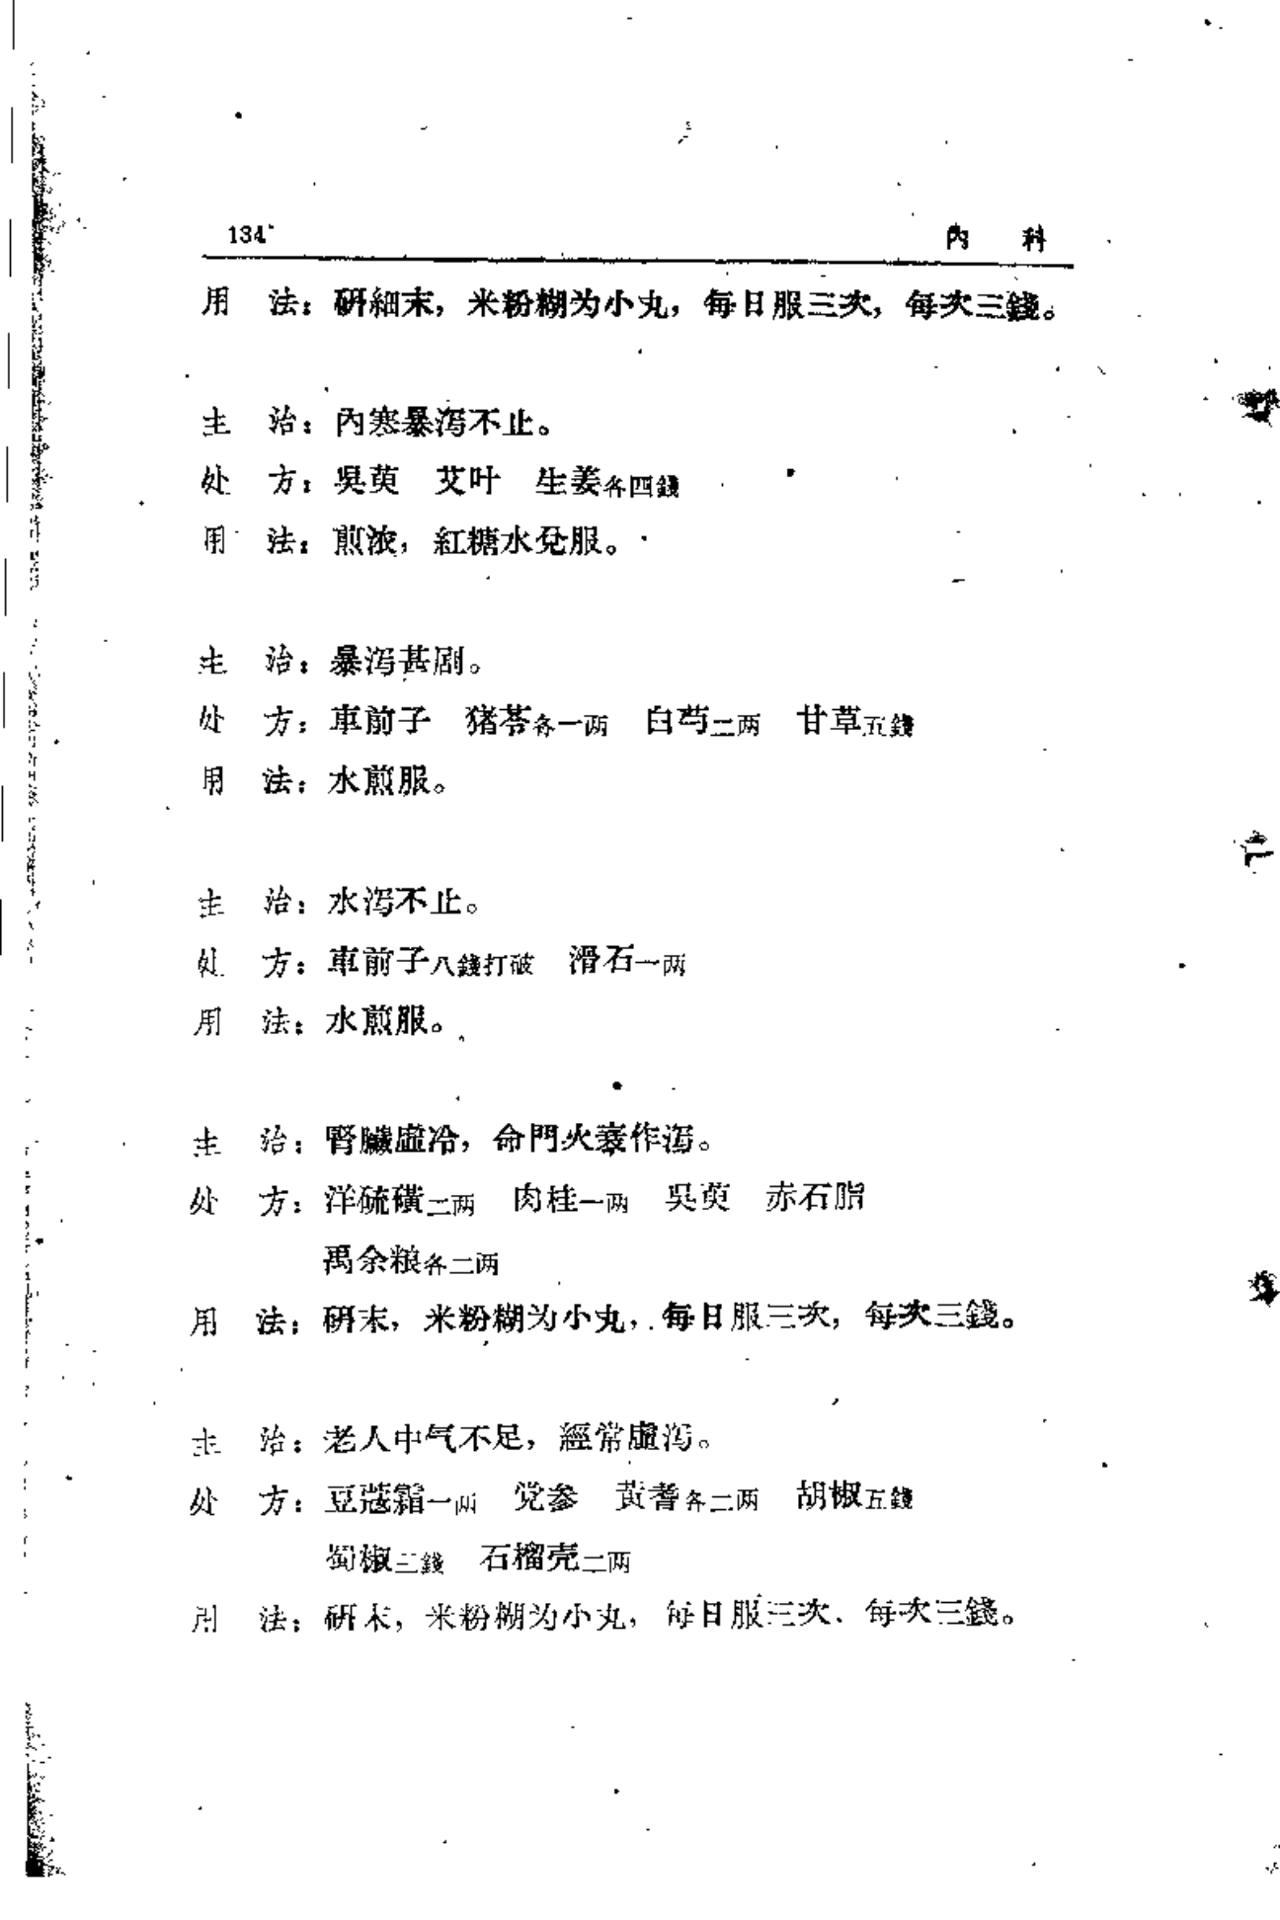 134 內 科
用 法：研細末，米粉糊为小丸，每日服三次，每次三錢。
主 治：內寒暴泻不止。
处 方：吳萸 艾叶 生姜各四錢
用 法：煎浓，紅糖水兌服。
主 治：暴泻甚剧。
处 方：車前子 猪苓各一两 白芍二两 甘草五錢
用 法：水煎服。
主 治：水泻不止。
处 方：車前子八錢打破 滑石一两
用 法：水煎服。
主 治：腎臟虛冷，命門火衰作泻。
处 方：洋硫磺二两 肉桂一两 吳萸 赤石脂
禹余粮各二两
用 法：研末，米粉糊为小丸，每日服三次，每次三錢。
主 治：老人中气不足，經常虛泻。
处 方：豆蔻霜一两 党参 黃耆各二两 胡椒五錢
蜀椒三錢 石榴壳二两
用 法：研末，米粉糊为小丸，每日服三次、每次三錢。